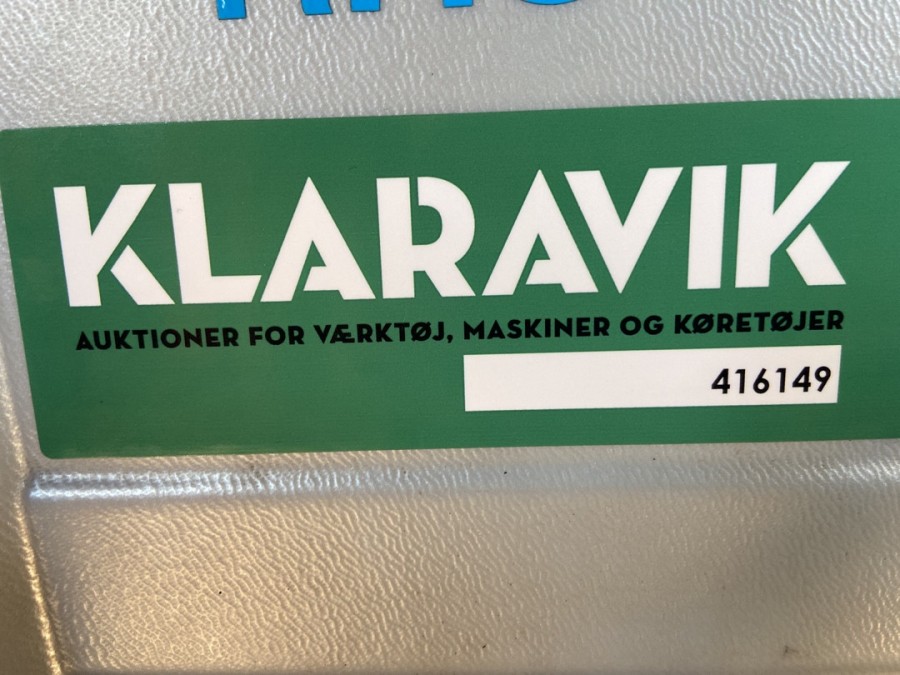 KLARAVIK
AUKTIONER FOR VÆRKTØJ, MASKINER OG KØRETØJER
416149